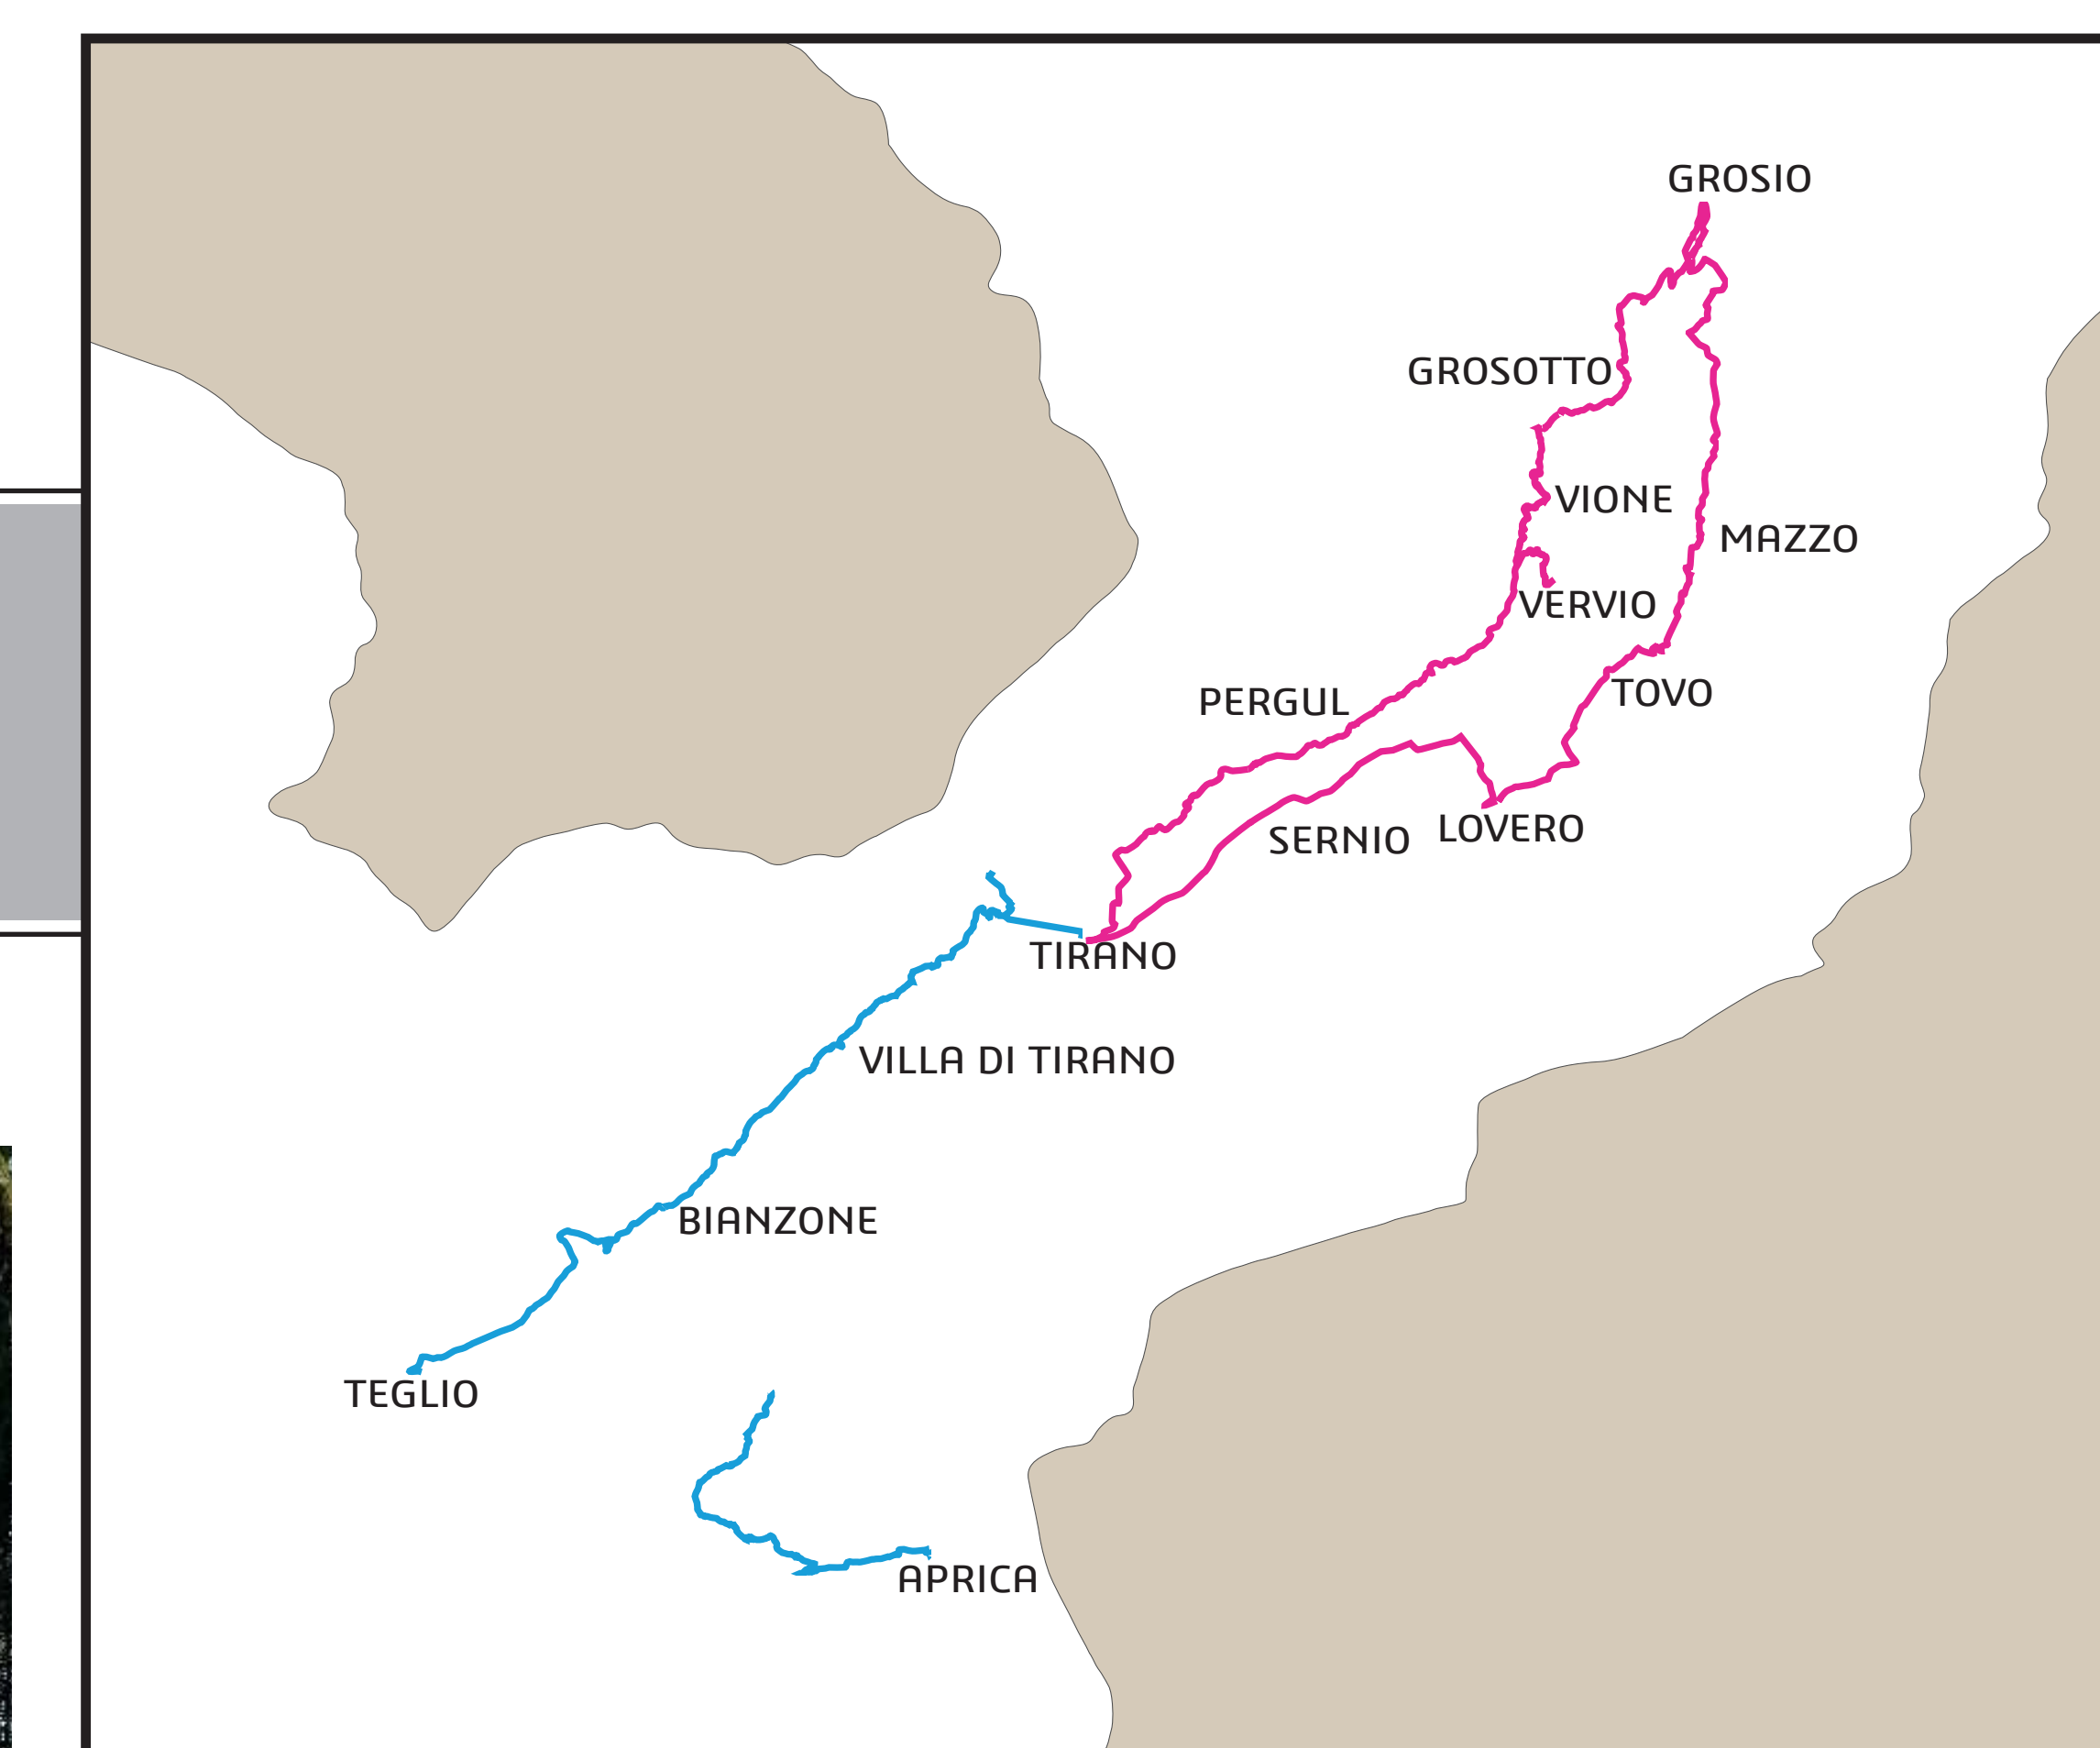 GROSIO
GROSOTTO
VIONE
MAZZO
VERVIO
TOVO
PERGUL
LOVERO
SERNIO
TIRANO
VILLA DI TIRANO
BIANZONE
TEGLIO
APRICA